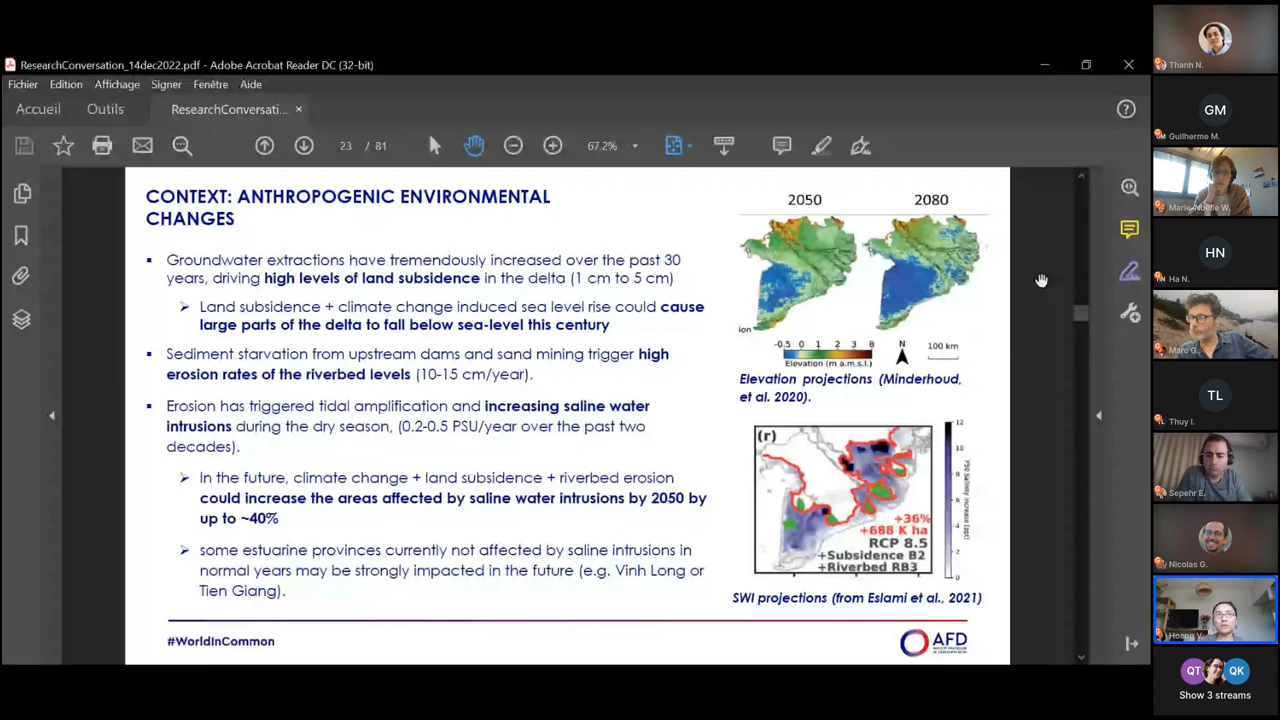 ResearchConversation_14dec2022.pdf - Adobe Acrobat Reader DC (32-bit)
Fichier Edition Affichage Signer Fenêtre Aide
Accueil Outils ResearchConversati... ×
23 / 81 67.2%
CONTEXT: ANTHROPOGENIC ENVIRONMENTAL
CHANGES
▪ Groundwater extractions have tremendously increased over the past 30
years, driving high levels of land subsidence in the delta (1 cm to 5 cm)
➢ Land subsidence + climate change induced sea level rise could cause
large parts of the delta to fall below sea-level this century
▪ Sediment starvation from upstream dams and sand mining trigger high
erosion rates of the riverbed levels (10-15 cm/year).
▪ Erosion has triggered tidal amplification and increasing saline water
intrusions during the dry season, (0.2-0.5 PSU/year over the past two
decades).
➢ In the future, climate change + land subsidence + riverbed erosion
could increase the areas affected by saline water intrusions by 2050 by
up to ~40%
➢ some estuarine provinces currently not affected by saline intrusions in
normal years may be strongly impacted in the future (e.g. Vinh Long or
Tien Giang).
2050 2080
ion
-0.5 0 1 2 3 8
Elevation (m a.m.s.l.)
N
100 km
Elevation projections (Minderhoud,
et al. 2020).
(r)
+36%
+688 K ha
RCP 8.5
+Subsidence B2
+Riverbed RB3
12
10
8
6
4
2
0
SWI projections (from Eslami et al., 2021)
#WorldInCommon
AFD
Thanh N.
GM
Guilherme M.
Marie-Noëlle W.
HN
Ha N.
Marc G.
TL
Thuy l.
Sepehr E.
Nicolas G.
Hoang V.
QT QK
Show 3 streams